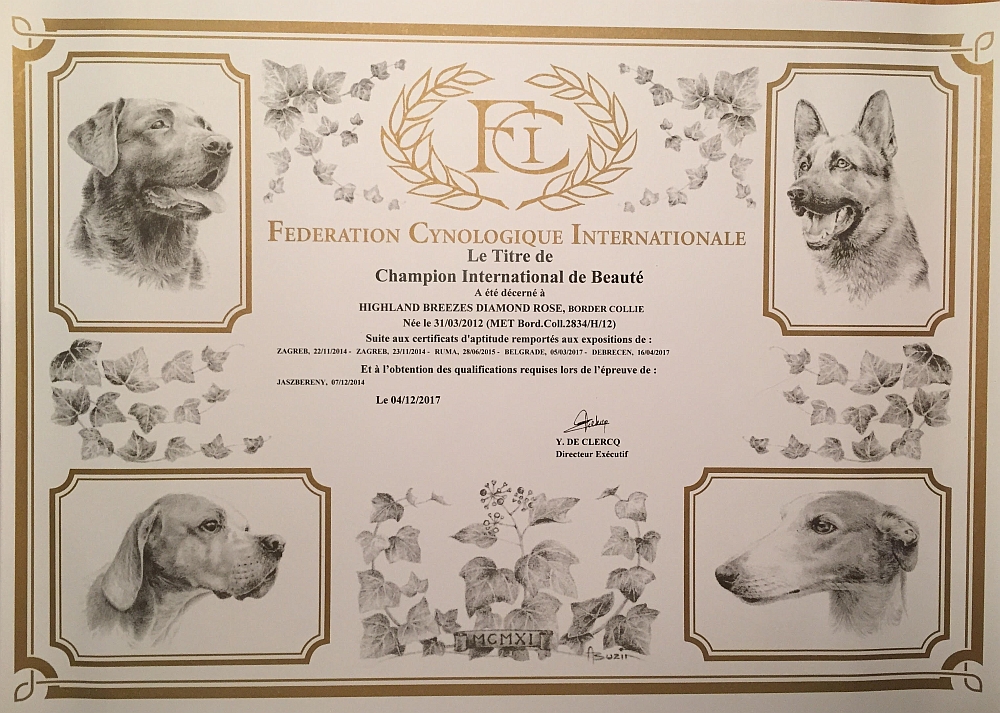 FCI
FEDERATION CYNOLOGIQUE INTERNATIONALE
Le Titre de
Champion International de Beauté
A été décerné à
HIGHLAND BREEZES DIAMOND ROSE, BORDER COLLIE
Née le 31/03/2012 (MET Bord.Coll.2834/H/12)
Suite aux certificats d'aptitude remportés aux expositions de :
ZAGREB, 22/11/2014 - ZAGREB, 23/11/2014 - RUMA, 28/06/2015 - BELGRADE, 05/03/2017 - DEBRECEN, 16/04/2017
Et à l'obtention des qualifications requises lors de l'épreuve de :
JASZBERENY, 07/12/2014
Le 04/12/2017
Y. DE CLERCQ
Directeur Exécutif
MCMXI